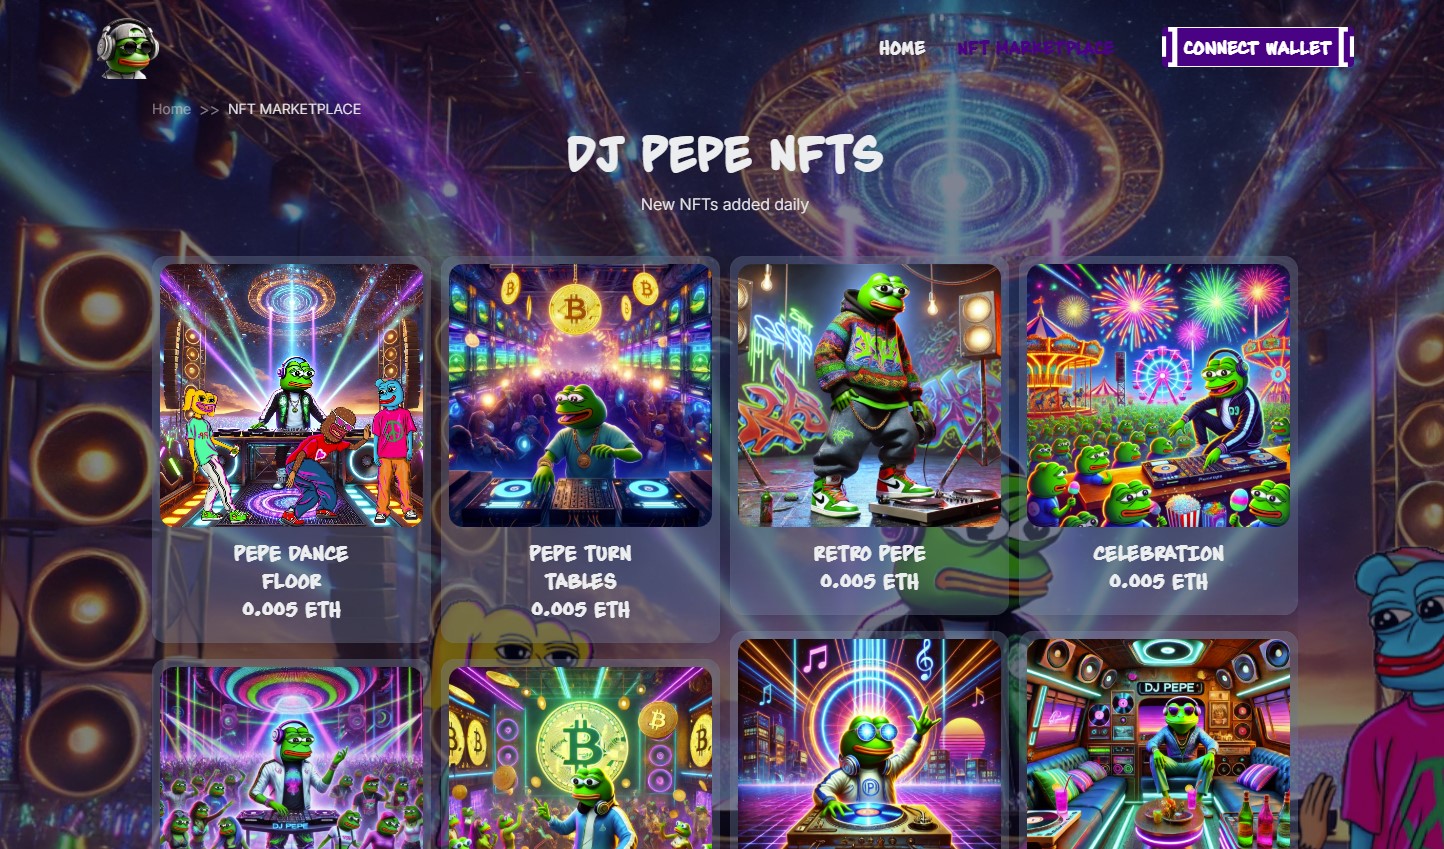 HOME
NFT MARKETPLACE
CONNECT WALLET
Home >> NFT MARKETPLACE
DJ PEPE NFTS
New NFTs added daily
PEPE DANCE
FLOOR
0.005 ETH
PEPE TURN
TABLES
0.005 ETH
RETRO PEPE
0.005 ETH
CELEBRATION
0.005 ETH
DJ PEPE
DJ PEPE